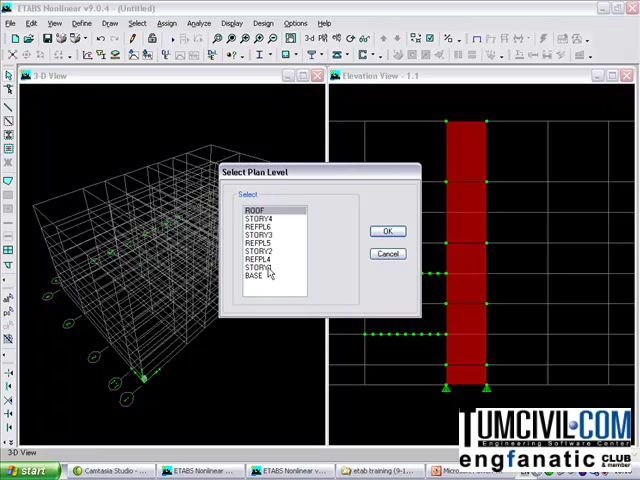 ETABS Nonlinear v9.0.4 - (Untitled)
File Edit View Define Draw Select Assign Analyze Display Design Options Help
3-D View
Elevation View - 1.1
Select Plan Level
Select
ROOF
STORY4
REFPL6
STORY3
REFPL5
STORY2
REFPL4
STORY1
BASE
OK
Cancel
TUMCIVIL.COM
Engineering Software Center
engfanatic CLUB
& member
3-D View
start
Camtasia Studio - ...
ETABS Nonlinear ...
ETABS Nonlinear v...
etab training (9-1...